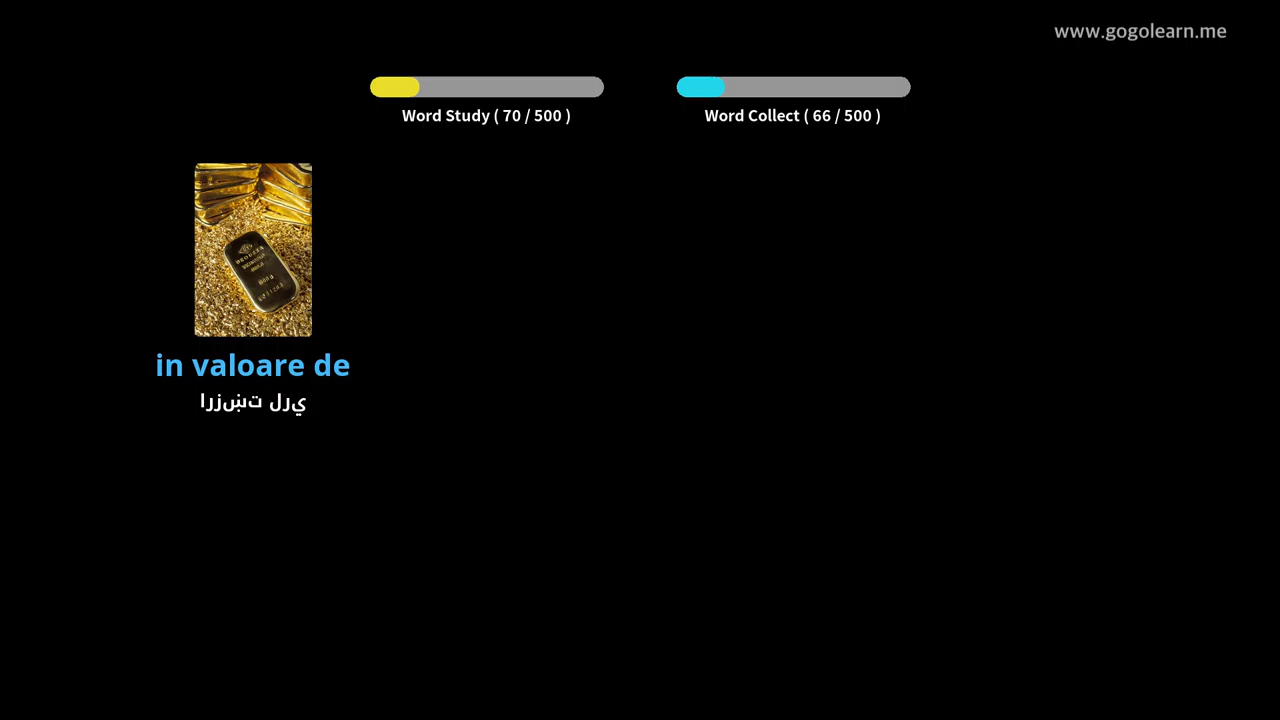 www.gogolearn.me
Word Study ( 70 / 500 )
Word Collect ( 66 / 500 )
in valoare de
ارزښت لري